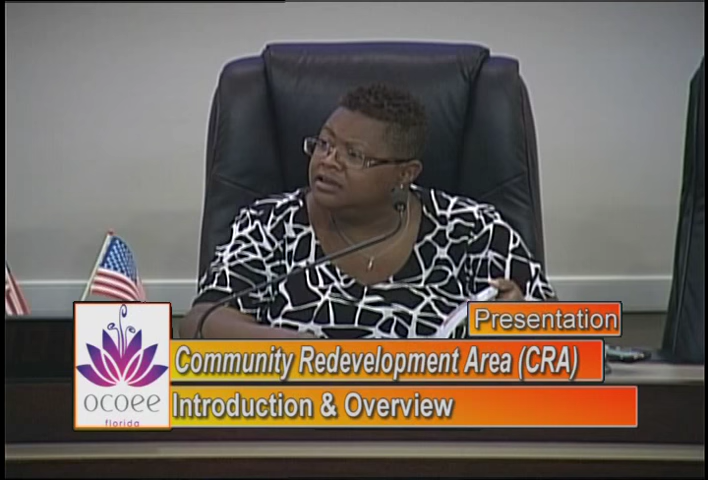 Presentation
Community Redevelopment Area (CRA)
Introduction & Overview
ocoee
florida